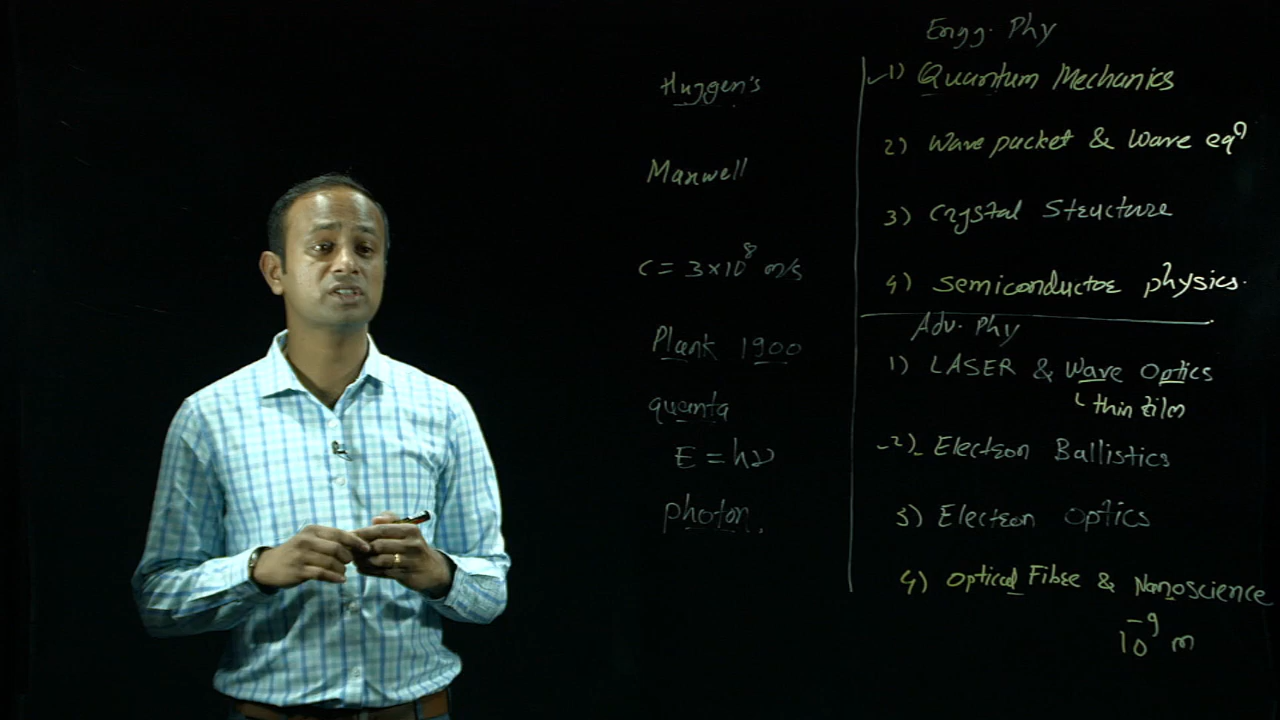 Huygen's
Maxwell
C = 3×10⁸ m/s
Plank 1900
quanta
E = hν
photon.
Engg. Phy
1) Quantum Mechanics
2) Wave packet & Wave eqⁿ
3) Crystal Structure
4) Semiconductor physics.
Adv. Phy
1) LASER & Wave Optics
thin film
2) Electron Ballistics
3) Electron Optics
4) Optical Fibre & Nanoscience
10⁻⁹ m